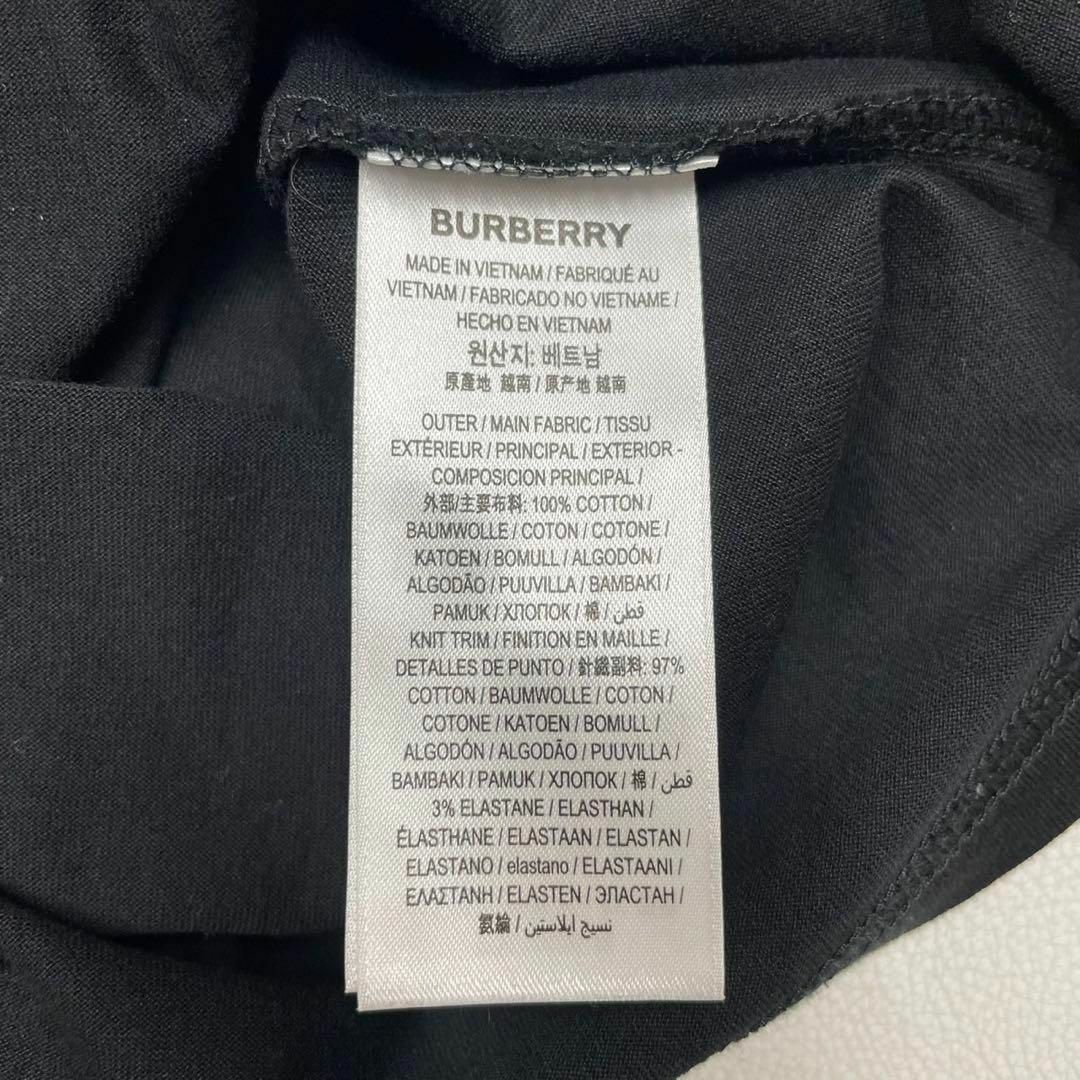 BURBERRY
MADE IN VIETNAM / FABRIQUÉ AU
VIETNAM / FABRICADO NO VIETNAME /
HECHO EN VIETNAM
원산지: 베트남
原產地 越南 / 原产地 越南
OUTER / MAIN FABRIC / TISSU
EXTÉRIEUR / PRINCIPAL / EXTERIOR -
COMPOSICION PRINCIPAL /
外部/主要布料: 100% COTTON /
BAUMWOLLE / COTON / COTONE /
KATOEN / BOMULL / ALGODÓN /
ALGODÃO / PUUVILLA / BAMBAKI /
PAMUK / ХЛОПОК / 棉 / قطن
KNIT TRIM / FINITION EN MAILLE /
DETALLES DE PUNTO / 針織副料: 97%
COTTON / BAUMWOLLE / COTON /
COTONE / KATOEN / BOMULL /
ALGODÓN / ALGODÃO / PUUVILLA /
BAMBAKI / PAMUK / ХЛОПОК / 棉 / قطن
3% ELASTANE / ELASTHAN /
ÉLASTHANE / ELASTAAN / ELASTAN /
ELASTANO / elastano / ELASTAANI /
ΕΛΑΣΤΑΝΗ / ELASTEN / ЭЛАСТАН /
氨綸 / نسيج ايلاستين